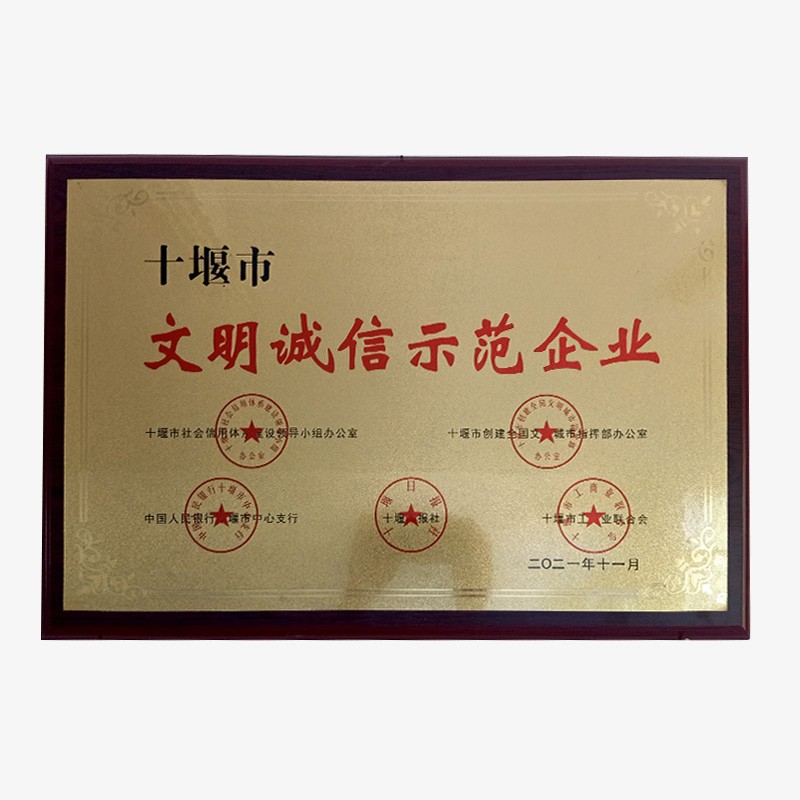 十堰市
文明诚信示范企业
十堰市社会信用体系建设领导小组办公室
十堰市创建全国文明城市指挥部办公室
中国人民银行十堰市中心支行
十堰日报社
十堰市工商业联合会
二〇二一年十一月